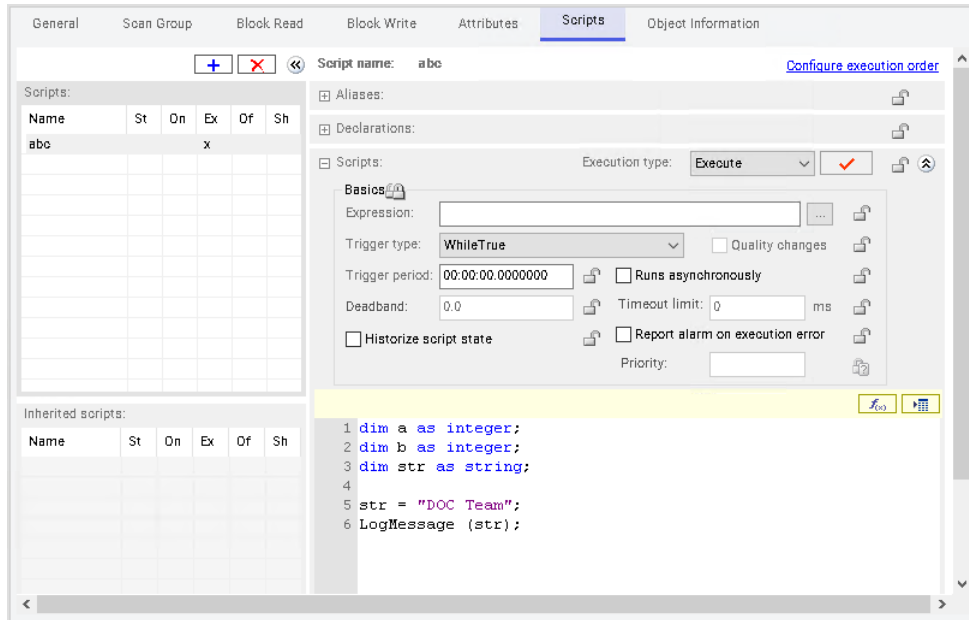 General Scan Group Block Read Block Write Attributes Scripts Object Information
Script name: abc Configure execution order
Scripts:
Name St On Ex Of Sh
abc x
Inherited scripts:
Name St On Ex Of Sh
Aliases:
Declarations:
Scripts: Execution type: Execute
Basics
Expression: ...
Trigger type: WhileTrue Quality changes
Trigger period: 00:00:00.0000000 Runs asynchronously
Deadband: 0.0 Timeout limit: 0 ms
Historize script state Report alarm on execution error
Priority:
f(x)
1 dim a as integer;
2 dim b as integer;
3 dim str as string;
4
5 str = "DOC Team";
6 LogMessage (str);